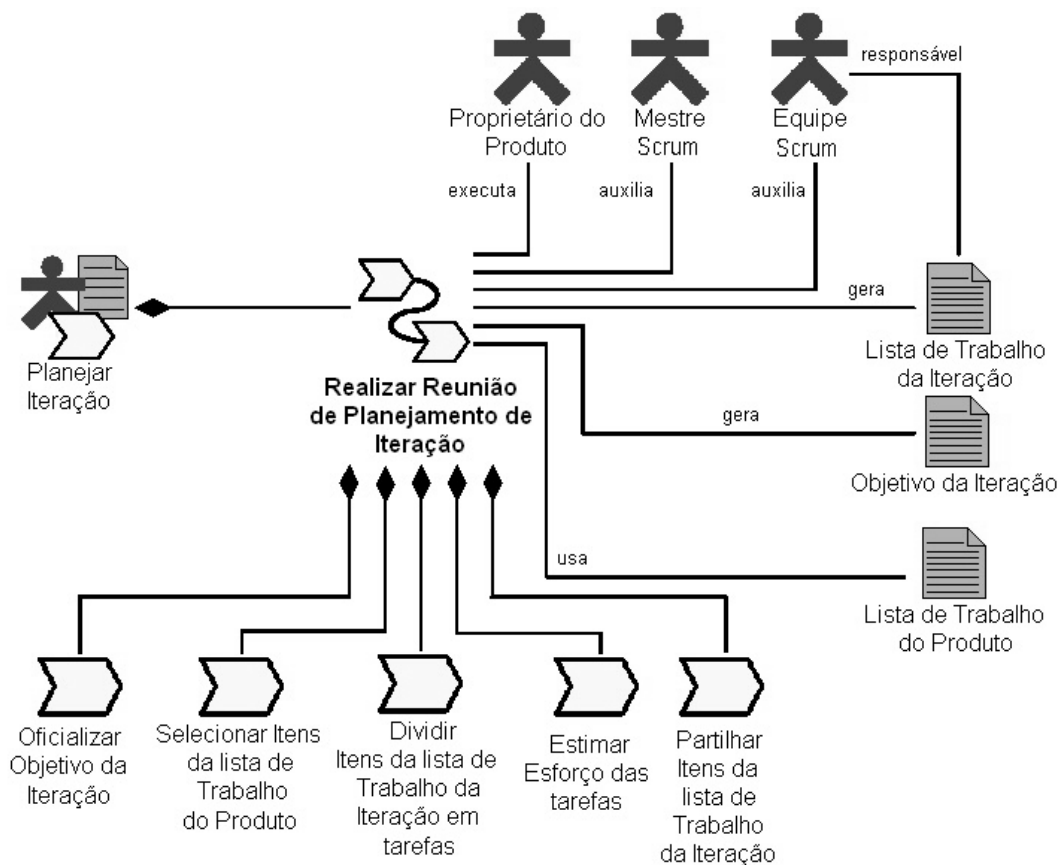 responsável
Proprietário do
Produto
Mestre
Scrum
Equipe
Scrum
executa
auxilia
auxilia
gera
Lista de Trabalho
da Iteração
Planejar
Iteração
Realizar Reunião
de Planejamento de
Iteração
gera
Objetivo da Iteração
usa
Lista de Trabalho
do Produto
Oficializar
Objetivo da
Iteração
Selecionar Itens
da lista de
Trabalho
do Produto
Dividir
Itens da lista de
Trabalho da
Iteração em
tarefas
Estimar
Esforço das
tarefas
Partilhar
Itens da
lista de
Trabalho
da Iteração